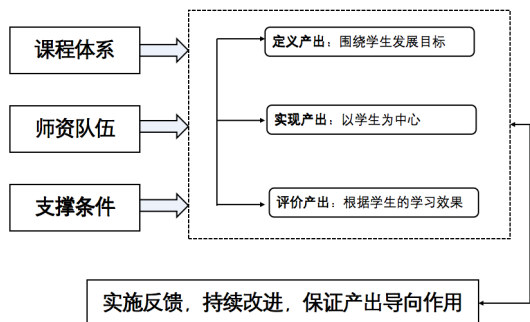 课程体系
定义产出：围绕学生发展目标
师资队伍
实现产出：以学生为中心
支撑条件
评价产出：根据学生的学习效果
实施反馈，持续改进，保证产出导向作用